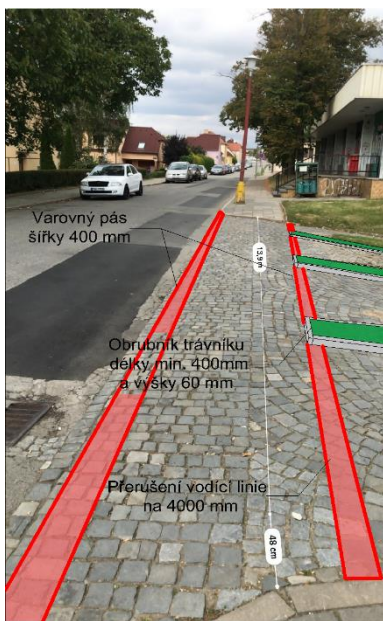 Varovný pás
šířky 400 mm
13,9m
Obrubník trávníku
délky min. 400mm
a výšky 60 mm
Přerušení vodící linie
na 4000 mm
48 cm